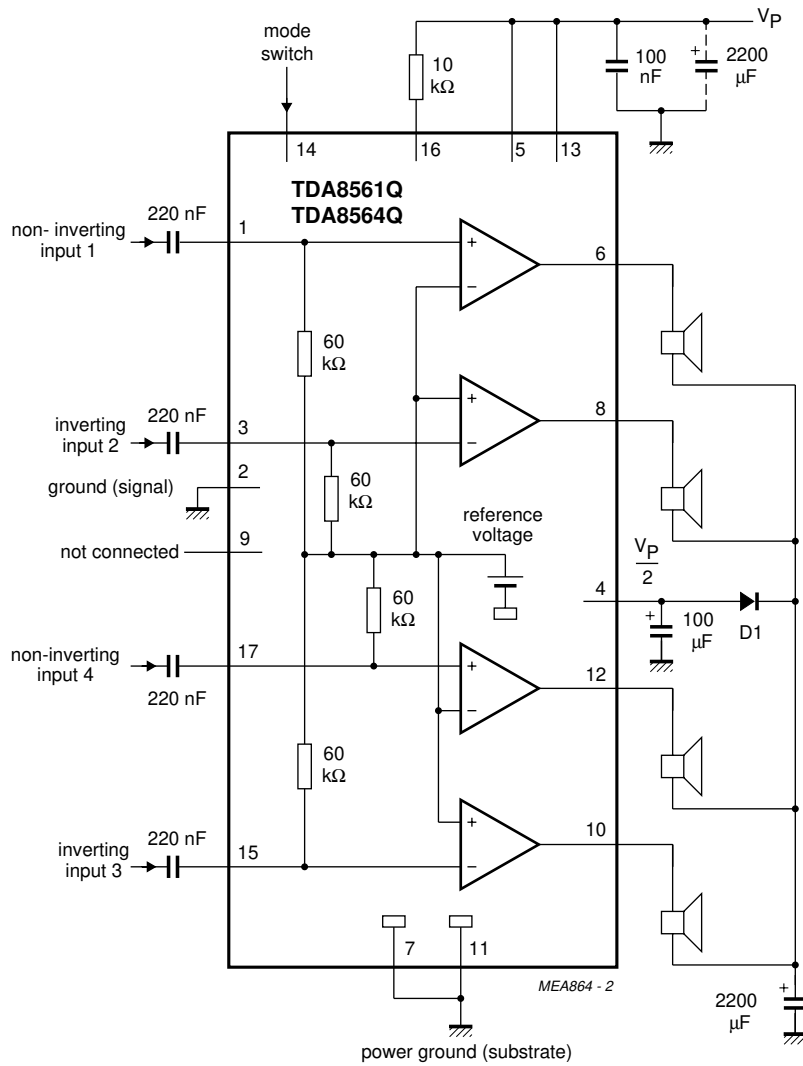 mode
switch
V_P
10
kΩ
100
nF
+
2200
μF
14
16
5
13
TDA8561Q
TDA8564Q
non- inverting
input 1
220 nF
1
+
−
6
60
kΩ
inverting
input 2
220 nF
3
+
−
8
ground (signal)
2
60
kΩ
not connected
9
reference
voltage
V_P
2
4
+
100
μF
D1
60
kΩ
non-inverting
input 4
220 nF
17
+
−
12
60
kΩ
inverting
input 3
220 nF
15
+
−
10
7
11
MEA864 - 2
+
2200
μF
power ground (substrate)